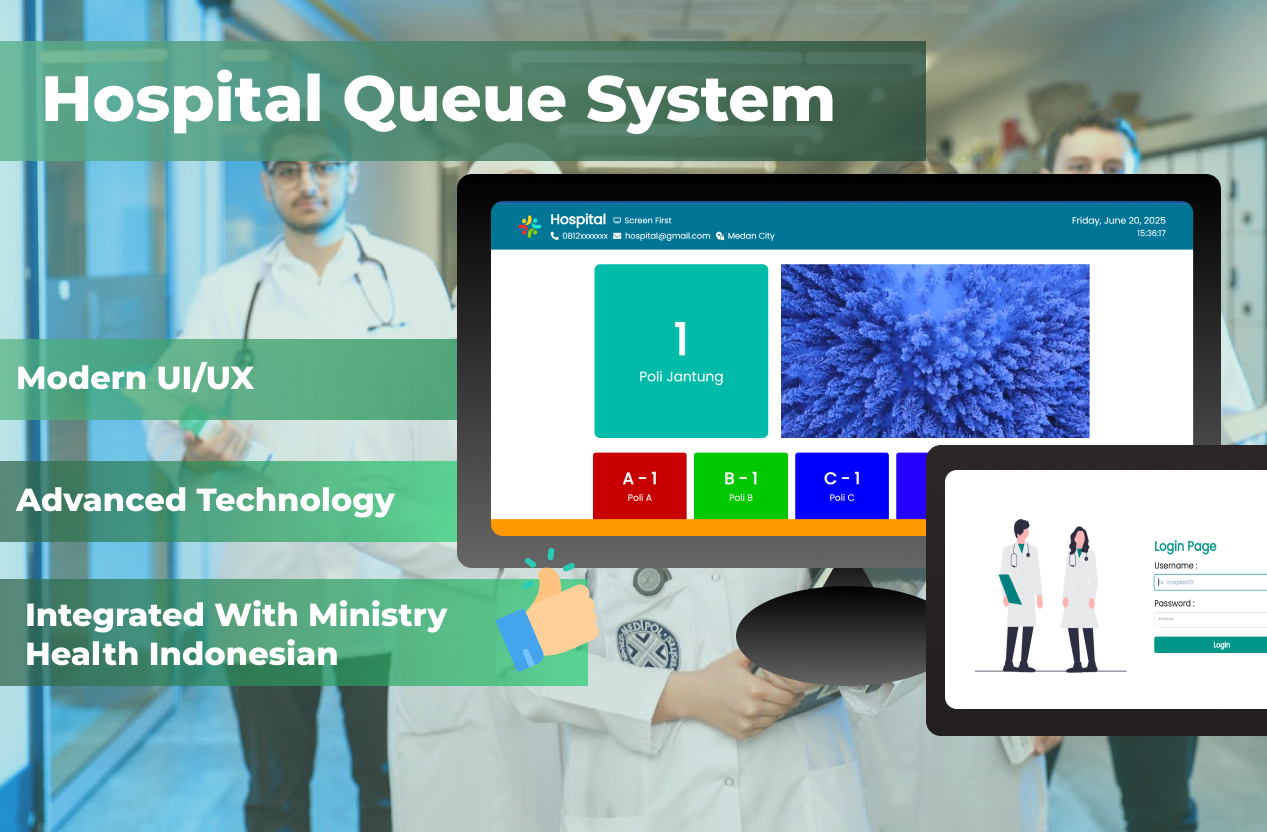 Hospital Queue System
Hospital Screen First
0812xxxxxxx hospital@gmail.com Medan City
Friday, June 20, 2025
15:36:17
1
Poli Jantung
A - 1
Poli A
B - 1
Poli B
C - 1
Poli C
Modern UI/UX
Advanced Technology
Integrated With Ministry
Health Indonesian
MEDİPOL
Login Page
Username :
Password :
******
Login